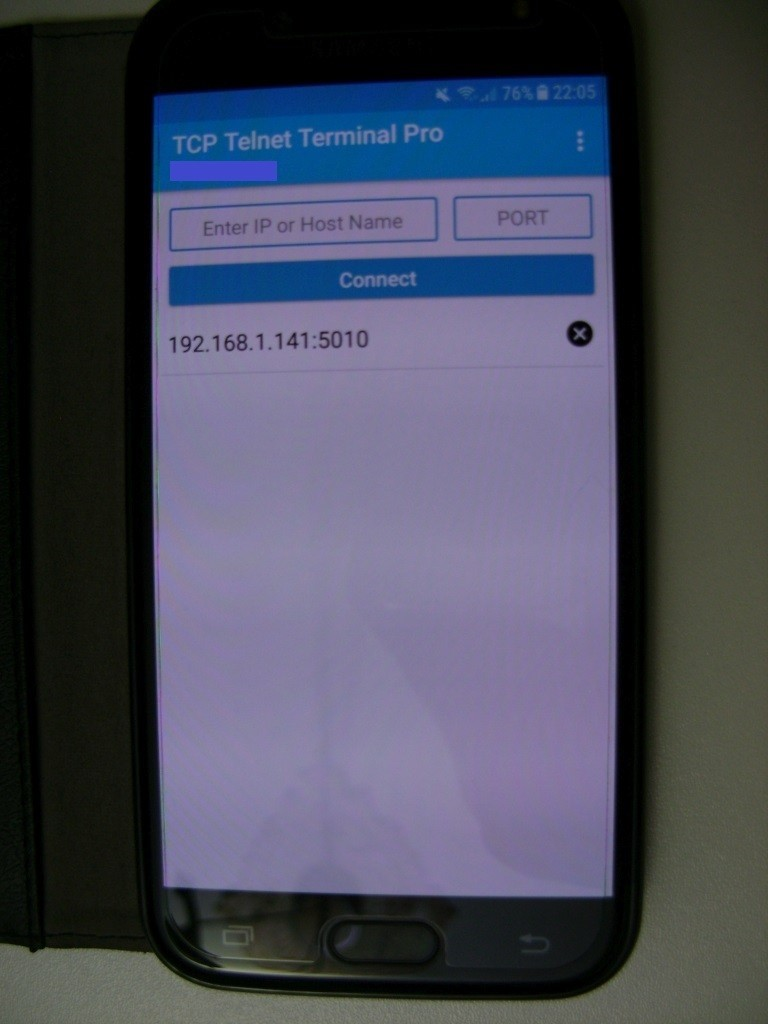 76% 22:05
TCP Telnet Terminal Pro
Enter IP or Host Name PORT
Connect
192.168.1.141:5010